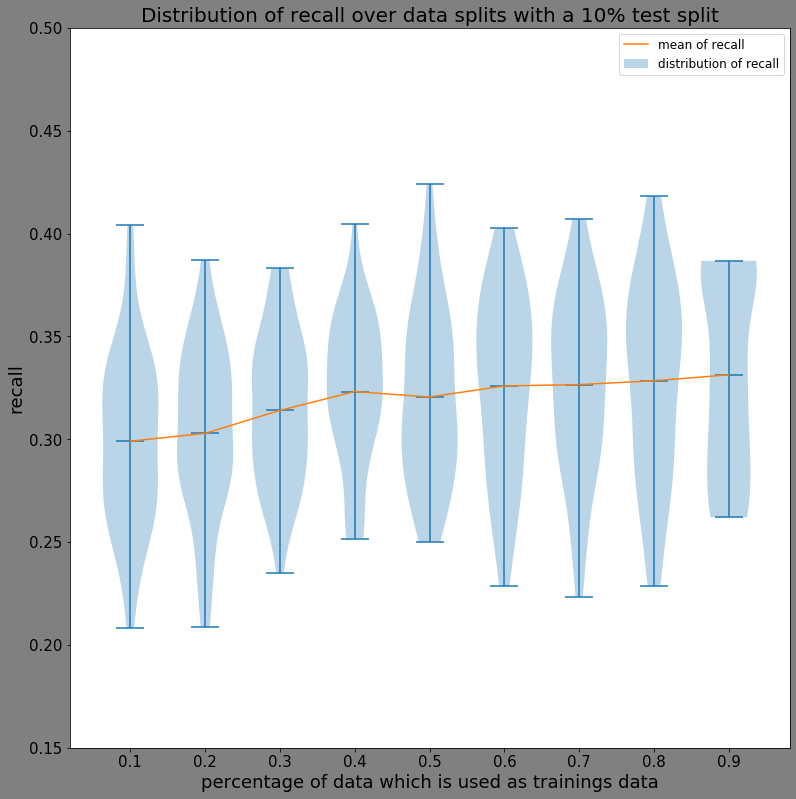 Distribution of recall over data splits with a 10% test split
mean of recall
distribution of recall
0.50
0.45
0.40
0.35
0.30
0.25
0.20
0.15
recall
0.1 0.2 0.3 0.4 0.5 0.6 0.7 0.8 0.9
percentage of data which is used as trainings data